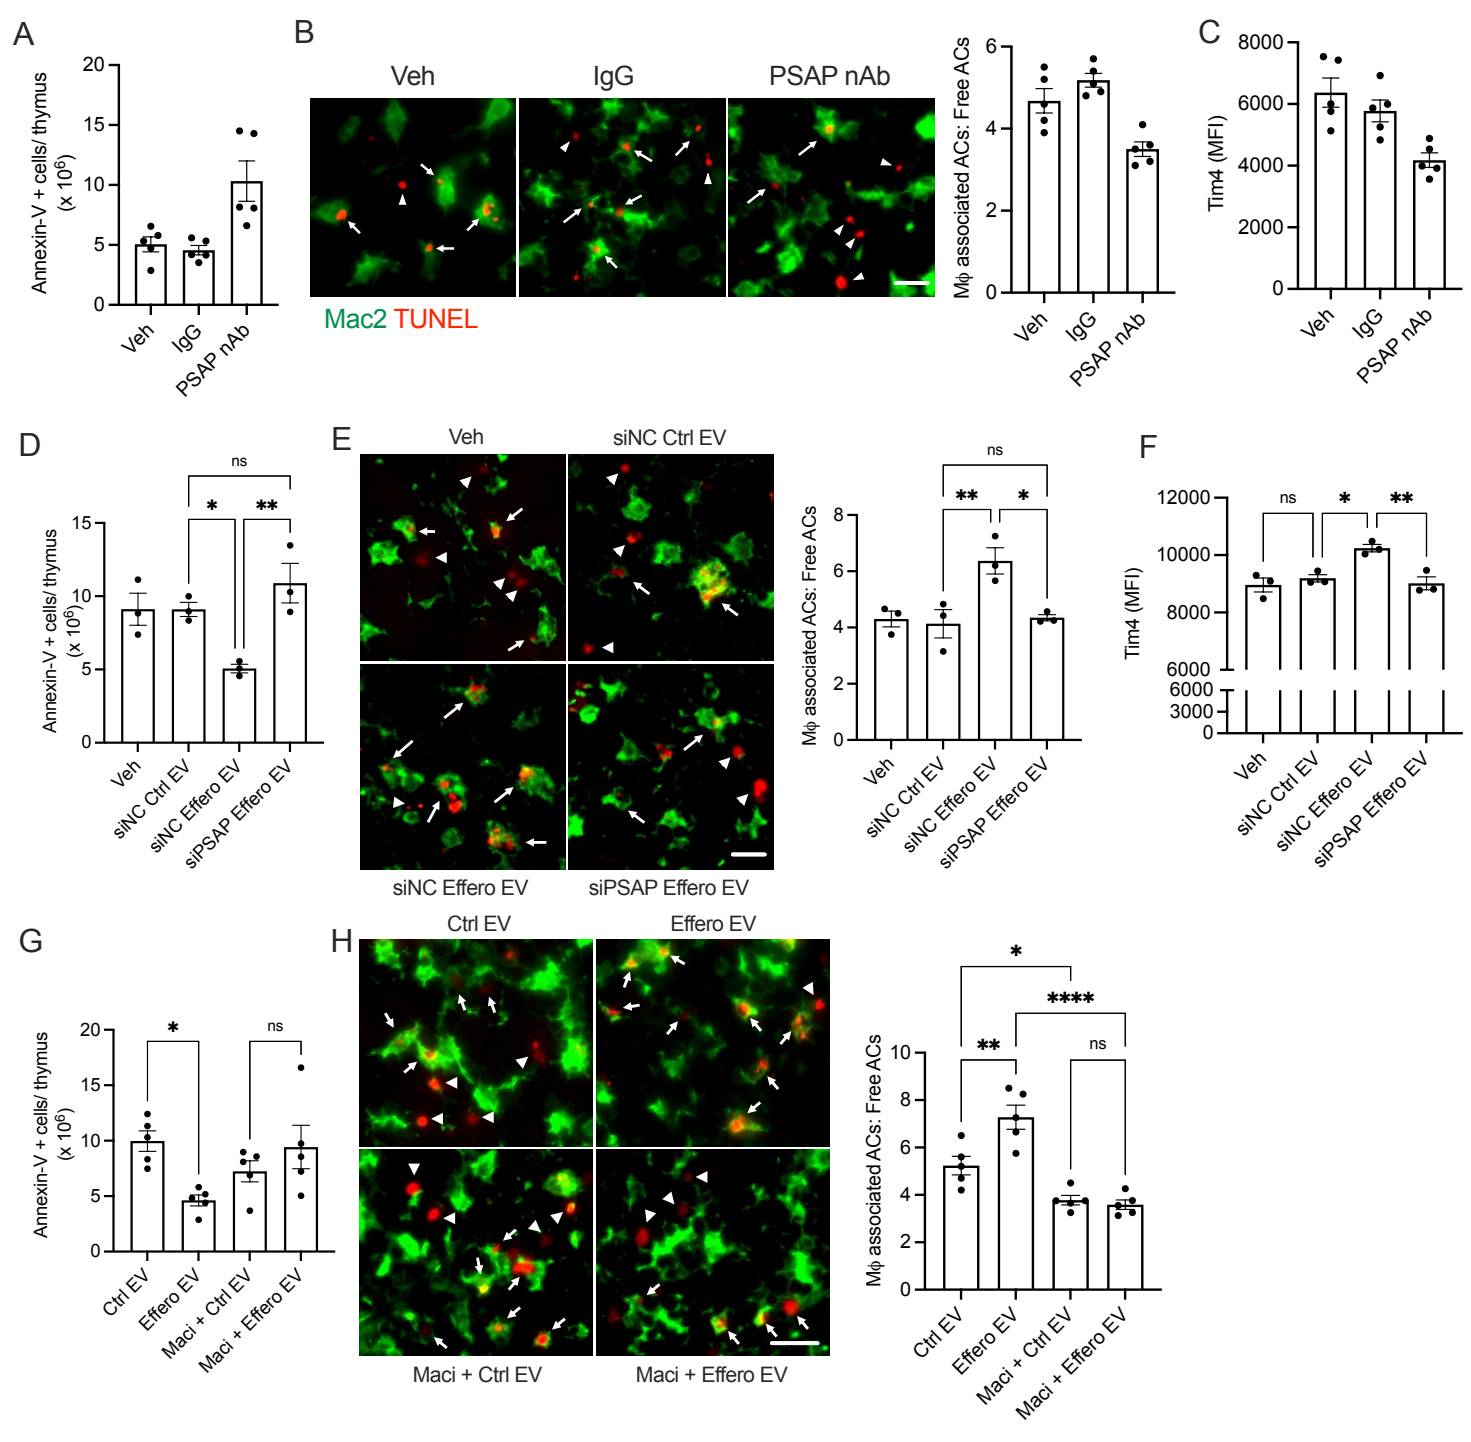 A
Annexin-V + cells/ thymus
(x 10⁶)
20
15
10
5
0
Veh
IgG
PSAP nAb
B
Veh
IgG
PSAP nAb
Mac2 TUNEL
Mϕ associated ACs: Free ACs
6
4
2
0
Veh
IgG
PSAP nAb
C
Tim4 (MFI)
8000
6000
4000
2000
0
Veh
IgG
PSAP nAb
D
Annexin-V + cells/ thymus
(x 10⁶)
15
10
5
0
ns
*
**
Veh
siNC Ctrl EV
siNC Effero EV
siPSAP Effero EV
E
Veh
siNC Ctrl EV
siNC Effero EV
siPSAP Effero EV
Mϕ associated ACs: Free ACs
8
6
4
2
0
ns
**
*
Veh
siNC Ctrl EV
siNC Effero EV
siPSAP Effero EV
F
Tim4 (MFI)
12000
10000
8000
6000
6000
3000
0
ns
*
**
Veh
siNC Ctrl EV
siNC Effero EV
siPSAP Effero EV
G
Annexin-V + cells/ thymus
(x 10⁶)
20
15
10
5
0
*
ns
Ctrl EV
Effero EV
Maci + Ctrl EV
Maci + Effero EV
H
Ctrl EV
Effero EV
Maci + Ctrl EV
Maci + Effero EV
Mϕ associated ACs: Free ACs
10
8
6
4
2
0
*
****
**
ns
Ctrl EV
Effero EV
Maci + Ctrl EV
Maci + Effero EV